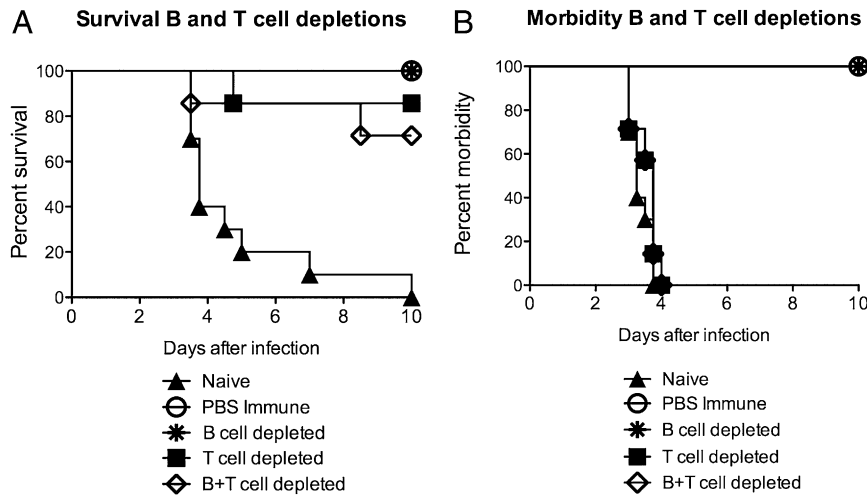 A
Survival B and T cell depletions
Percent survival
100
80
60
40
20
0
0 2 4 6 8 10
Days after infection
Naive
PBS Immune
B cell depleted
T cell depleted
B+T cell depleted
B
Morbidity B and T cell depletions
Percent morbidity
100
80
60
40
20
0
0 2 4 6 8 10
Days after infection
Naive
PBS Immune
B cell depleted
T cell depleted
B+T cell depleted